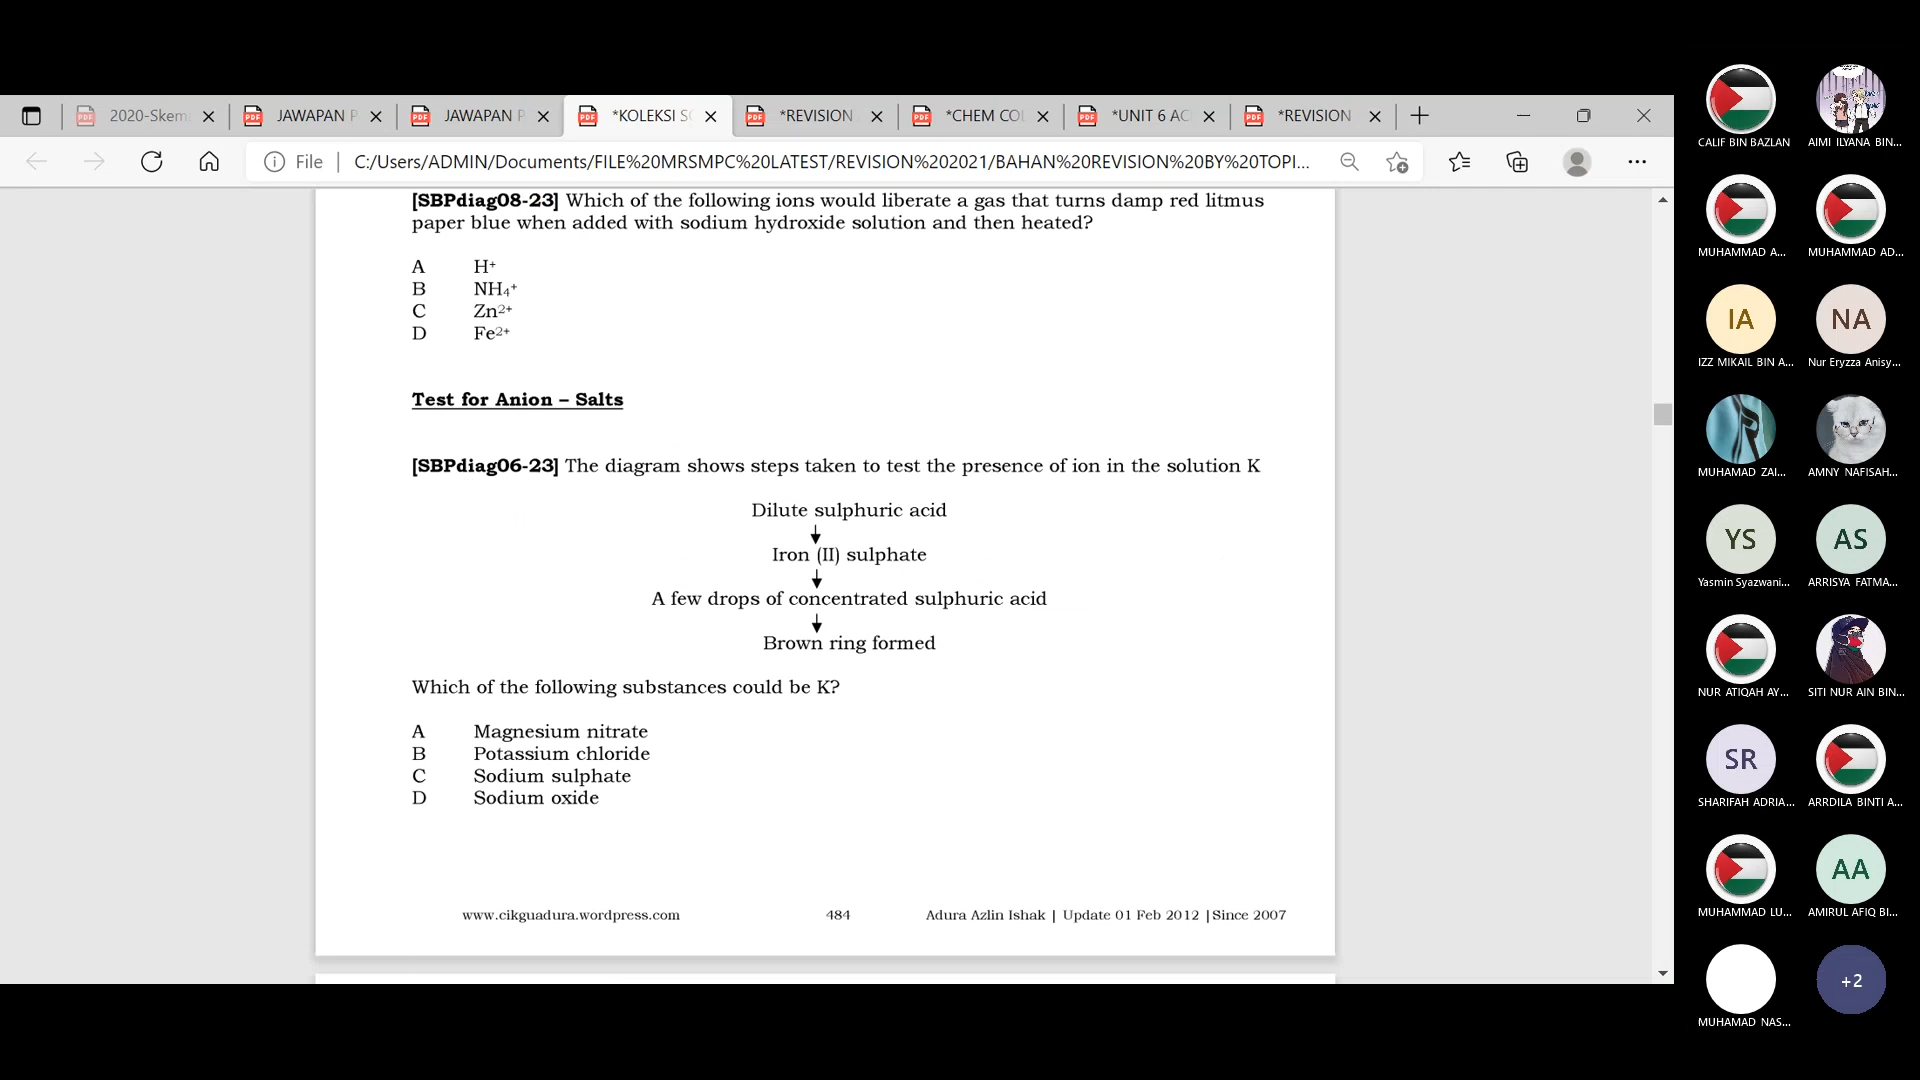 2020-Skem
JAWAPAN P
JAWAPAN P
*KOLEKSI S
*REVISION
*CHEM COL
*UNIT 6 AC
*REVISION
File
C:/Users/ADMIN/Documents/FILE%20MRSMPC%20LATEST/REVISION%202021/BAHAN%20REVISION%20BY%20TOPI...
[SBPdiag08-23] Which of the following ions would liberate a gas that turns damp red litmus
paper blue when added with sodium hydroxide solution and then heated?
A H⁺
B NH₄⁺
C Zn²⁺
D Fe²⁺
Test for Anion – Salts
[SBPdiag06-23] The diagram shows steps taken to test the presence of ion in the solution K
Dilute sulphuric acid
Iron (II) sulphate
A few drops of concentrated sulphuric acid
Brown ring formed
Which of the following substances could be K?
A Magnesium nitrate
B Potassium chloride
C Sodium sulphate
D Sodium oxide
www.cikguadura.wordpress.com 484 Adura Azlin Ishak | Update 01 Feb 2012 |Since 2007
CALIF BIN BAZLAN
AIMI ILYANA BIN...
MUHAMMAD A...
MUHAMMAD AD...
IA
NA
IZZ MIKAIL BIN A...
Nur Eryzza Anisy...
MUHAMAD ZAI...
AMNY NAFISAH...
YS
AS
Yasmin Syazwani...
ARRISYA FATMA...
NUR ATIQAH AY...
SITI NUR AIN BIN...
SR
SHARIFAH ADRIA...
ARRDILA BINTI A...
AA
MUHAMMAD LU...
AMIRUL AFIQ BI...
+2
MUHAMAD NAS...